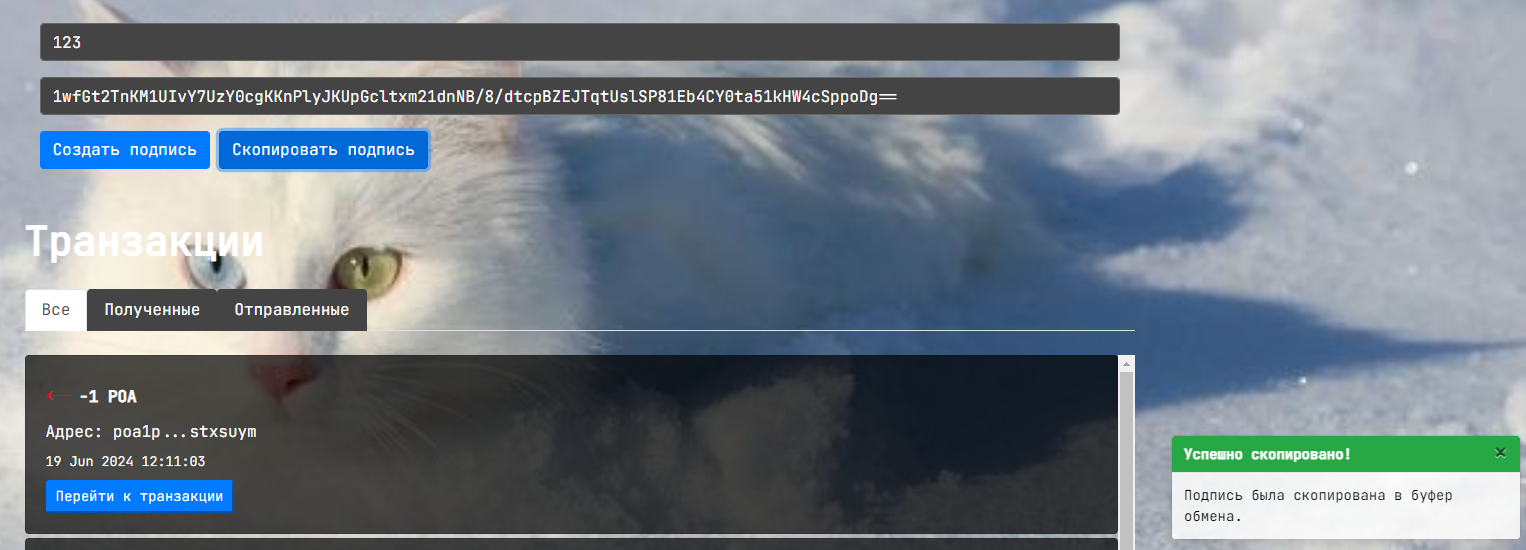 123
1wfGt2TnKM1UIvY7UzY0cgKKnPlyJKUpGcltxm21dnNB/8/dtcpBZEJTqtUslSP81Eb4CY0ta51kHW4cSppoDg==
Создать подпись Скопировать подпись
Транзакции
Все Полученные Отправленные
-1 POA
Адрес: poa1p...stxsuym
19 Jun 2024 12:11:03
Перейти к транзакции
Успешно скопировано! ×
Подпись была скопирована в буфер
обмена.